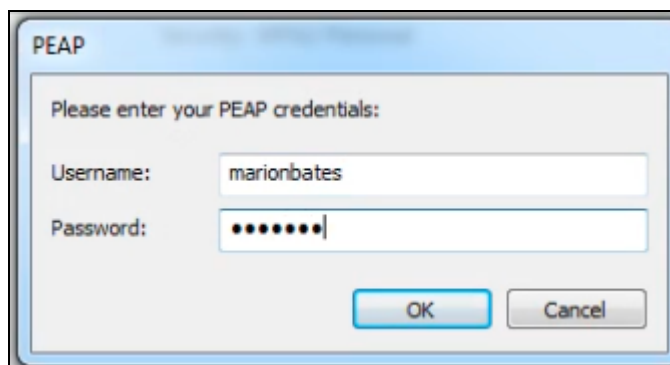 PEAP
Please enter your PEAP credentials:
Username: marionbates
Password: •••••••
OK Cancel